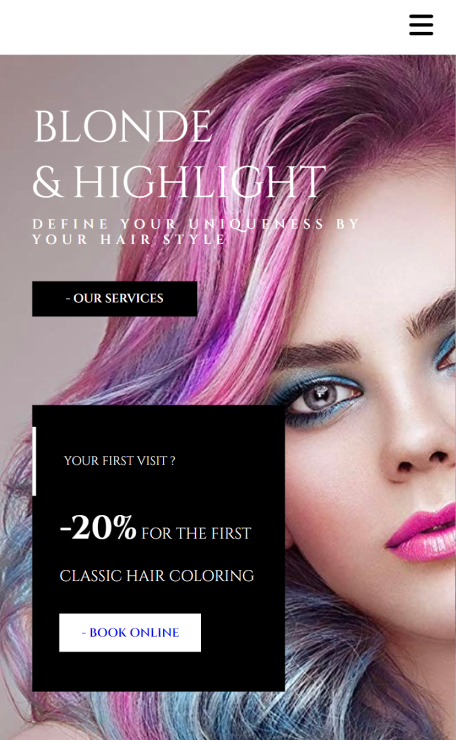 BLONDE
& HIGHLIGHT
DEFINE YOUR UNIQUENESS BY
YOUR HAIR STYLE
- OUR SERVICES
YOUR FIRST VISIT ?
-20% FOR THE FIRST
CLASSIC HAIR COLORING
- BOOK ONLINE